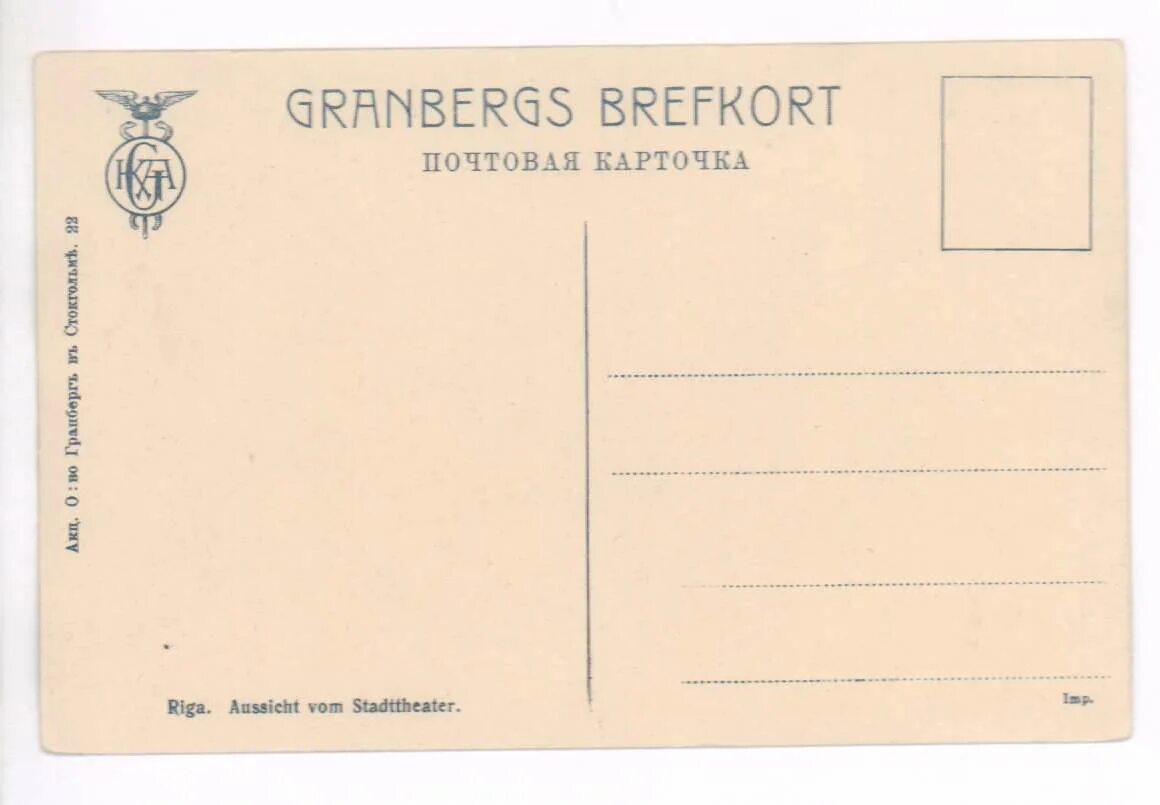 GRANBERGS BREFKORT
ПОЧТОВАЯ КАРТОЧКА
Акц. О:во Гранбергъ въ Стокгольмѣ. 22
Riga. Aussicht vom Stadttheater.
Imp.